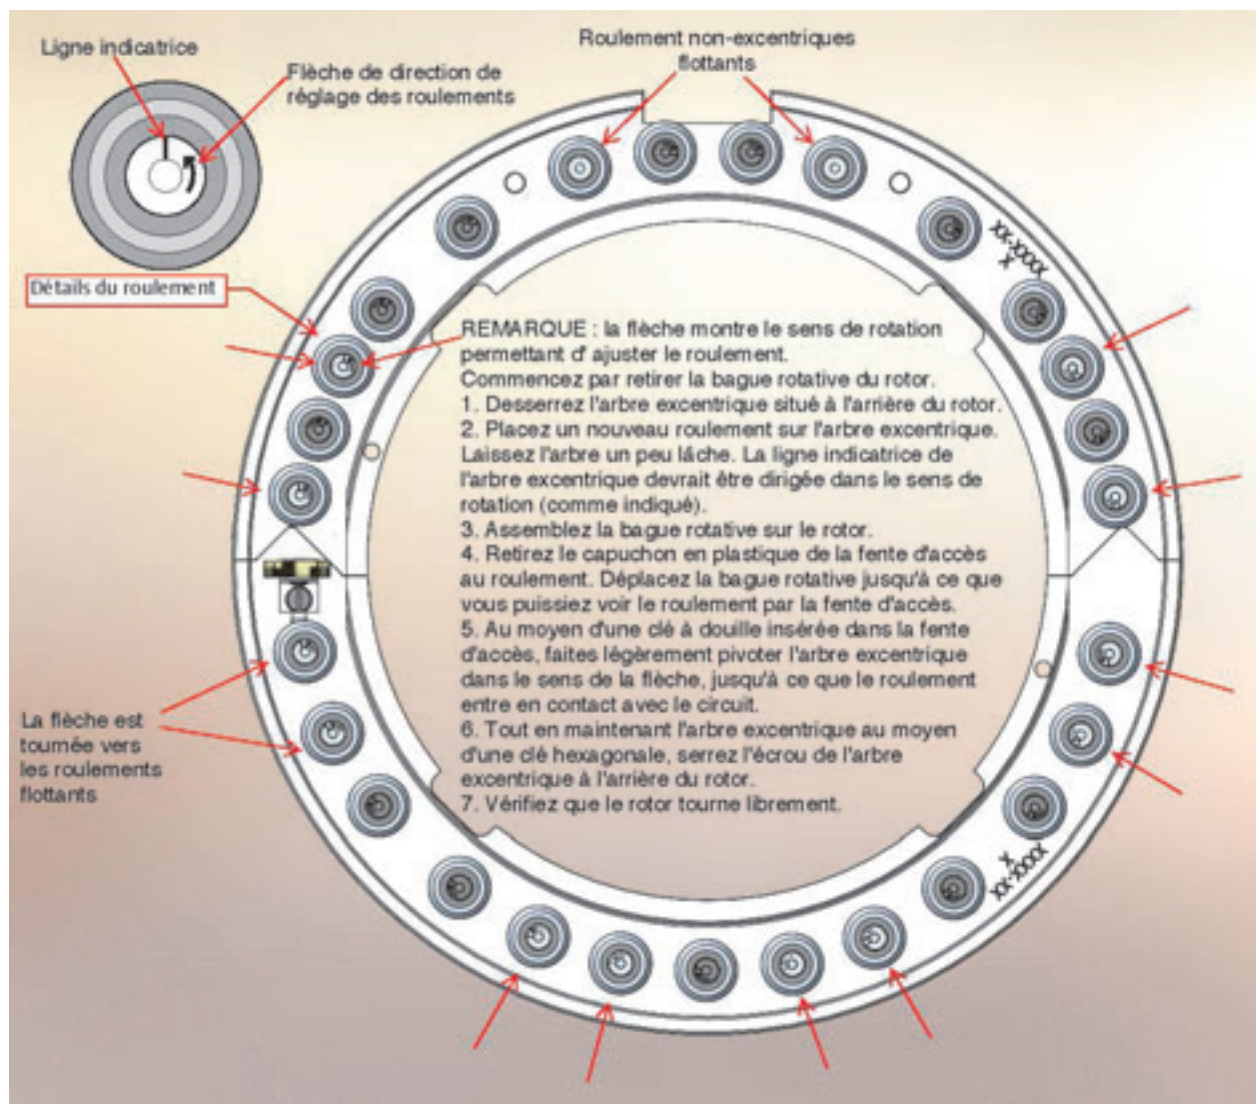 Ligne indicatrice
Flèche de direction de
réglage des roulements
Roulement non-excentriques
flottants
Détails du roulement
XX-XXXX
X
REMARQUE : la flèche montre le sens de rotation
permettant d' ajuster le roulement.
Commencez par retirer la bague rotative du rotor.
1. Desserrez l'arbre excentrique situé à l'arrière du rotor.
2. Placez un nouveau roulement sur l'arbre excentrique.
Laissez l'arbre un peu lâche. La ligne indicatrice de
l'arbre excentrique devrait être dirigée dans le sens de
rotation (comme indiqué).
3. Assemblez la bague rotative sur le rotor.
4. Retirez le capuchon en plastique de la fente d'accès
au roulement. Déplacez la bague rotative jusqu'à ce que
vous puissiez voir le roulement par la fente d'accès.
5. Au moyen d'une clé à douille insérée dans la fente
d'accès, faites légèrement pivoter l'arbre excentrique
dans le sens de la flèche, jusqu'à ce que le roulement
entre en contact avec le circuit.
6. Tout en maintenant l'arbre excentrique au moyen
d'une clé hexagonale, serrez l'écrou de l'arbre
excentrique à l'arrière du rotor.
7. Vérifiez que le rotor tourne librement.
La flèche est
tournée vers
les roulements
flottants
X
XX-XXXX